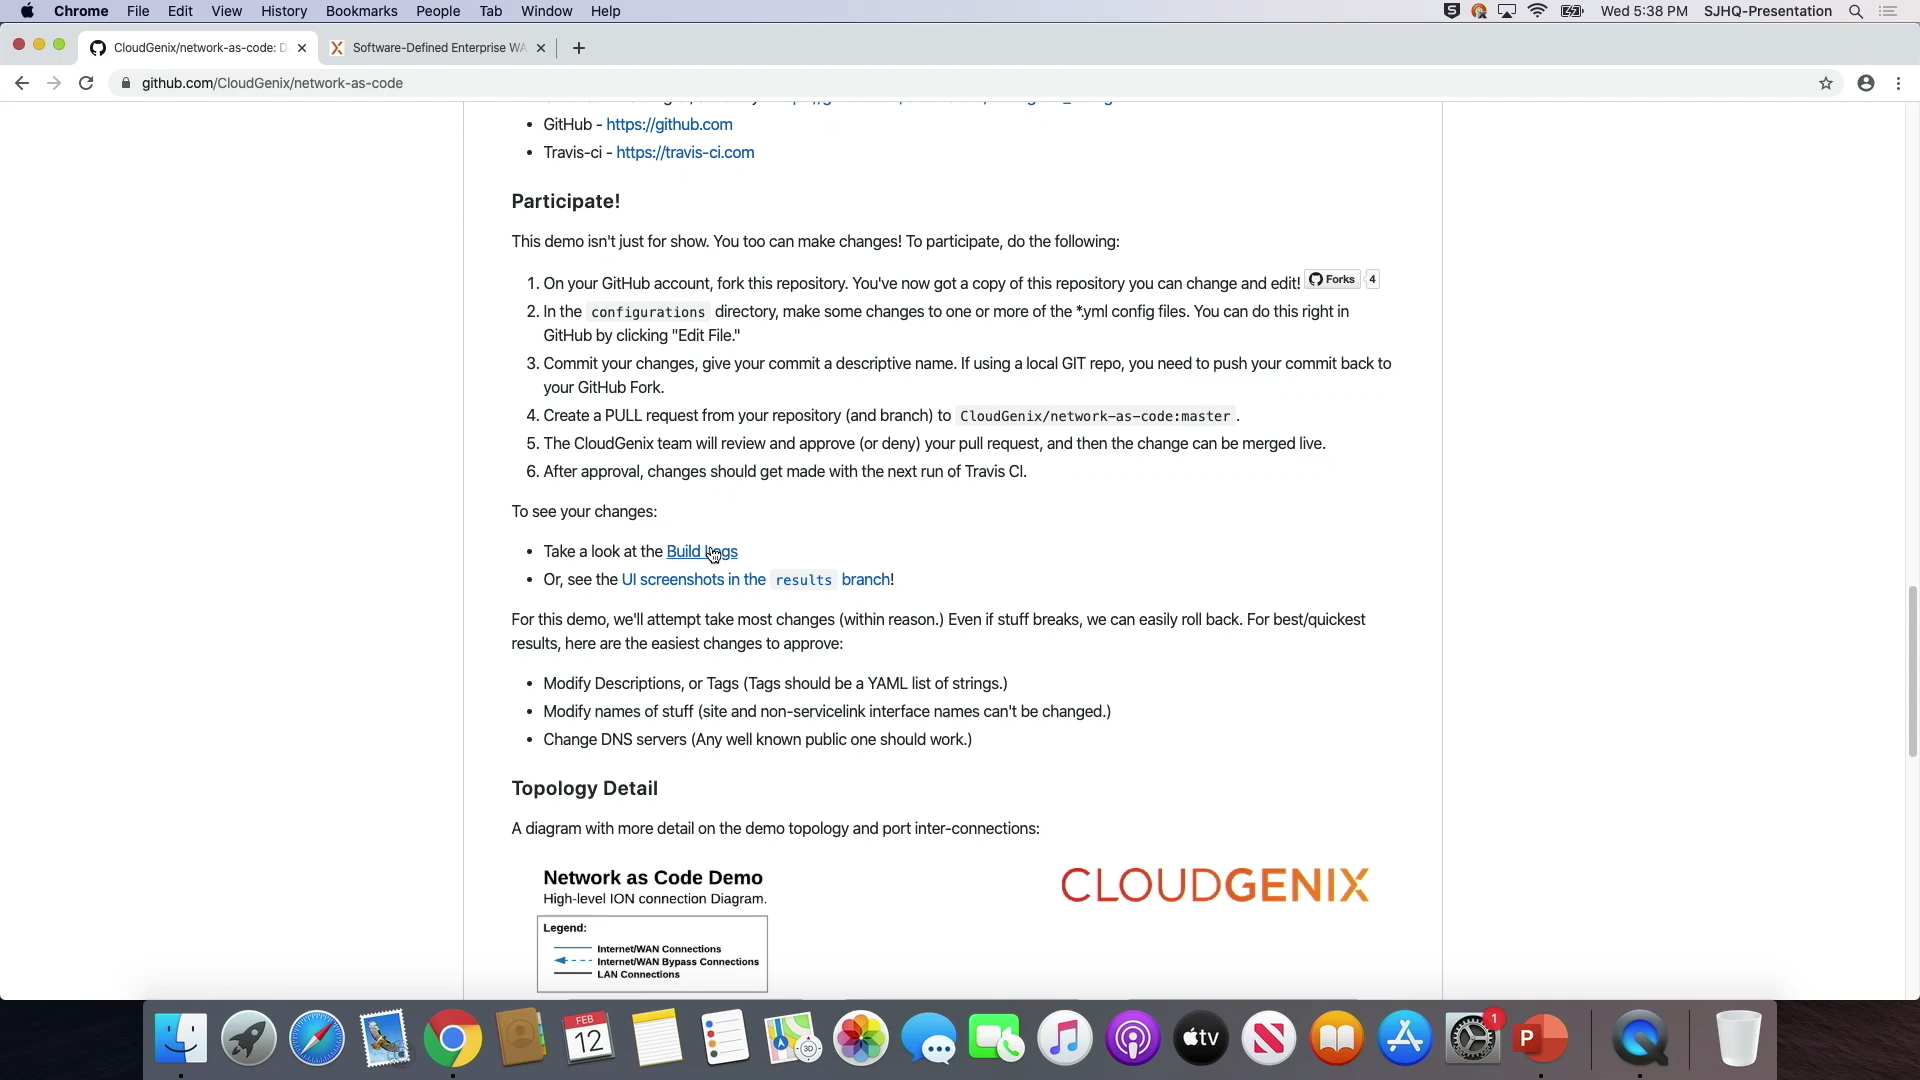 Chrome File Edit View History Bookmarks People Tab Window Help Wed 5:38 PM SJHQ-Presentation
CloudGenix/network-as-code: D Software-Defined Enterprise WA
github.com/CloudGenix/network-as-code
• GitHub - https://github.com
• Travis-ci - https://travis-ci.com
Participate!
This demo isn't just for show. You too can make changes! To participate, do the following:
1. On your GitHub account, fork this repository. You've now got a copy of this repository you can change and edit! Forks 4
2. In the configurations directory, make some changes to one or more of the *.yml config files. You can do this right in
GitHub by clicking "Edit File."
3. Commit your changes, give your commit a descriptive name. If using a local GIT repo, you need to push your commit back to
your GitHub Fork.
4. Create a PULL request from your repository (and branch) to CloudGenix/network-as-code:master .
5. The CloudGenix team will review and approve (or deny) your pull request, and then the change can be merged live.
6. After approval, changes should get made with the next run of Travis CI.
To see your changes:
• Take a look at the Build Logs
• Or, see the UI screenshots in the results branch!
For this demo, we'll attempt take most changes (within reason.) Even if stuff breaks, we can easily roll back. For best/quickest
results, here are the easiest changes to approve:
• Modify Descriptions, or Tags (Tags should be a YAML list of strings.)
• Modify names of stuff (site and non-servicelink interface names can't be changed.)
• Change DNS servers (Any well known public one should work.)
Topology Detail
A diagram with more detail on the demo topology and port inter-connections:
Network as Code Demo
High-level ION connection Diagram.
CLOUDGENIX
Legend:
Internet/WAN Connections
Internet/WAN Bypass Connections
LAN Connections
FEB
12
3D
tv
1
P